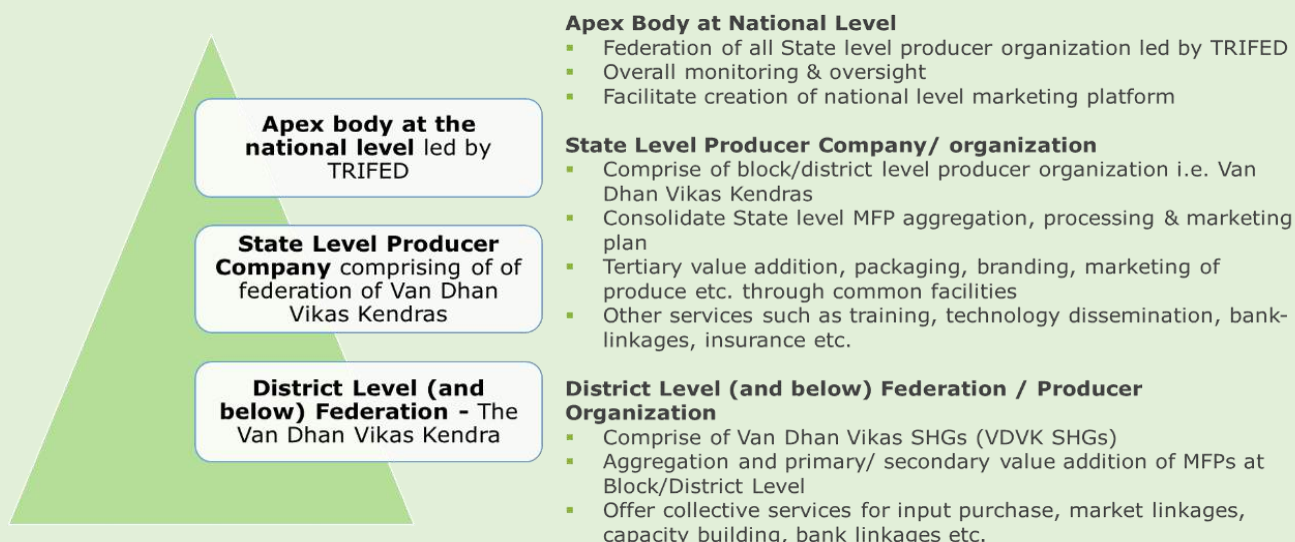 Apex body at the
national level led by
TRIFED
State Level Producer
Company comprising of of
federation of Van Dhan
Vikas Kendras
District Level (and
below) Federation - The
Van Dhan Vikas Kendra
Apex Body at National Level
▪ Federation of all State level producer organization led by TRIFED
▪ Overall monitoring & oversight
▪ Facilitate creation of national level marketing platform
State Level Producer Company/ organization
▪ Comprise of block/district level producer organization i.e. Van
Dhan Vikas Kendras
▪ Consolidate State level MFP aggregation, processing & marketing
plan
▪ Tertiary value addition, packaging, branding, marketing of
produce etc. through common facilities
▪ Other services such as training, technology dissemination, bank-
linkages, insurance etc.
District Level (and below) Federation / Producer
Organization
▪ Comprise of Van Dhan Vikas SHGs (VDVK SHGs)
▪ Aggregation and primary/ secondary value addition of MFPs at
Block/District Level
▪ Offer collective services for input purchase, market linkages,
capacity building, bank linkages etc.